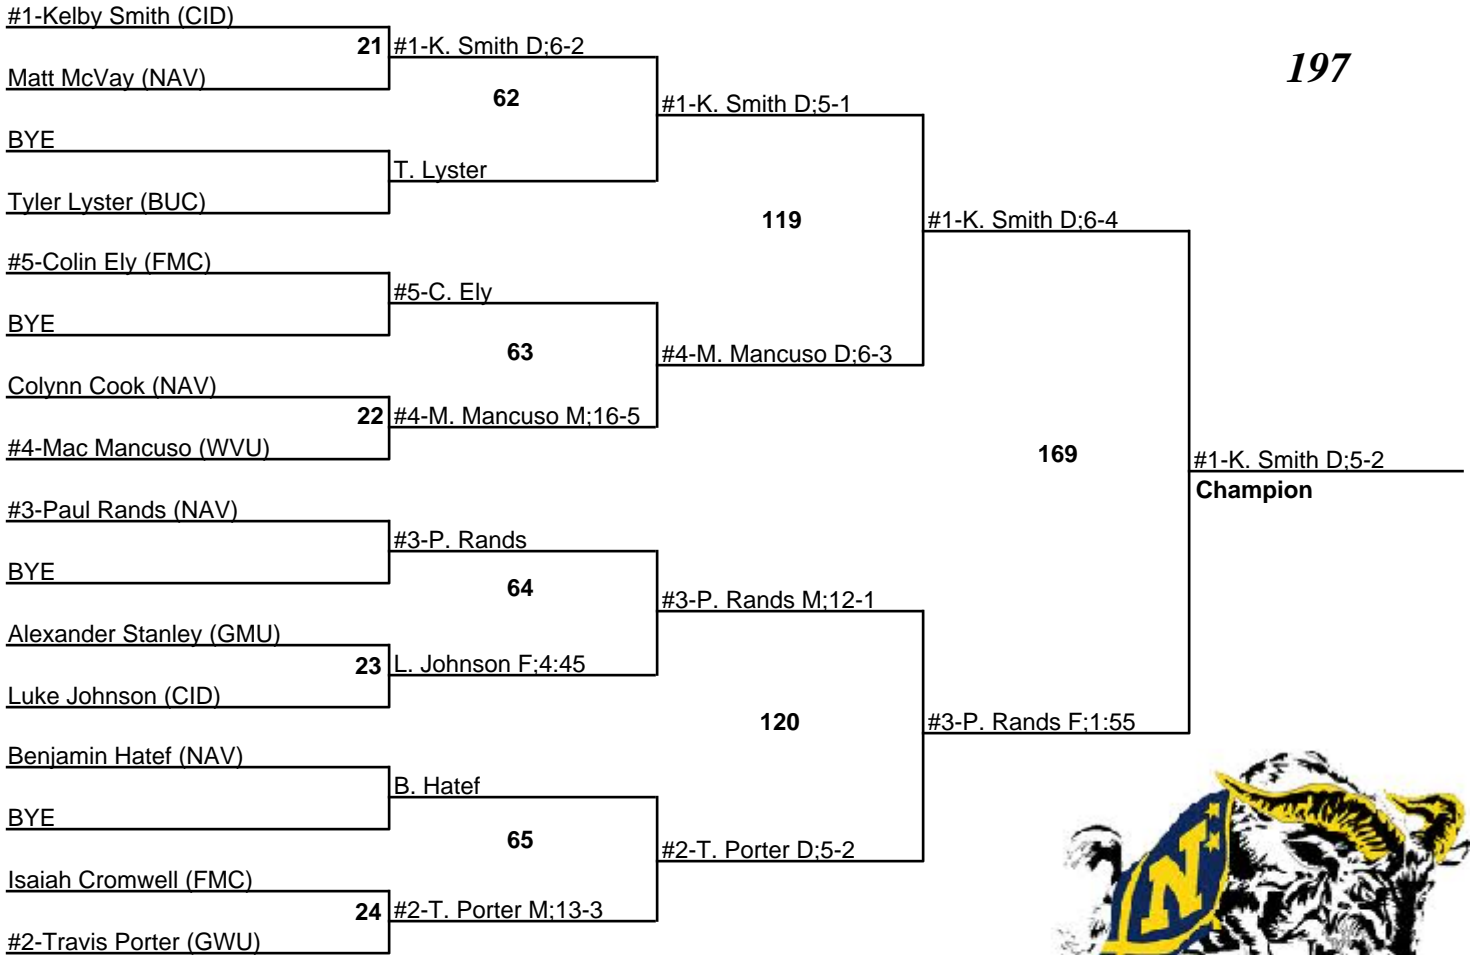 #1-Kelby Smith (CID)
21 #1-K. Smith D;6-2
197
Matt McVay (NAV)
62
#1-K. Smith D;5-1
BYE
T. Lyster
Tyler Lyster (BUC)
119
#1-K. Smith D;6-4
#5-Colin Ely (FMC)
#5-C. Ely
BYE
63
#4-M. Mancuso D;6-3
Colynn Cook (NAV)
22 #4-M. Mancuso M;16-5
#4-Mac Mancuso (WVU)
169
#1-K. Smith D;5-2
Champion
#3-Paul Rands (NAV)
#3-P. Rands
BYE
64
#3-P. Rands M;12-1
Alexander Stanley (GMU)
23 L. Johnson F;4:45
Luke Johnson (CID)
120
#3-P. Rands F;1:55
Benjamin Hatef (NAV)
B. Hatef
BYE
65
#2-T. Porter D;5-2
Isaiah Cromwell (FMC)
24 #2-T. Porter M;13-3
#2-Travis Porter (GWU)
N